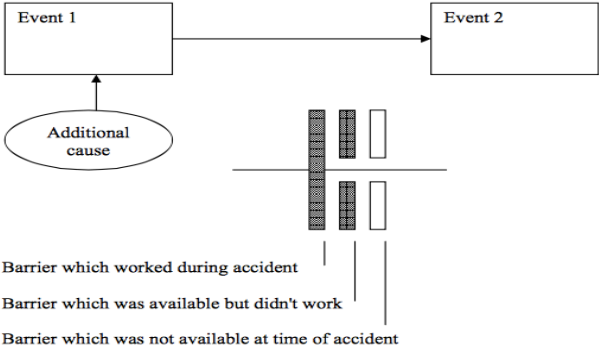 Event 1
Event 2
Additional
cause
Barrier which worked during accident
Barrier which was available but didn't work
Barrier which was not available at time of accident